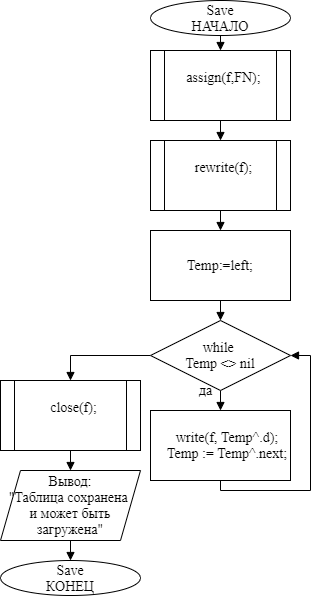 Save
НАЧАЛО
assign(f,FN);
rewrite(f);
Temp:=left;
while
Temp <> nil
да
write(f, Temp^.d);
Temp := Temp^.next;
close(f);
Вывод:
"Таблица сохранена
и может быть
загружена"
Save
КОНЕЦ